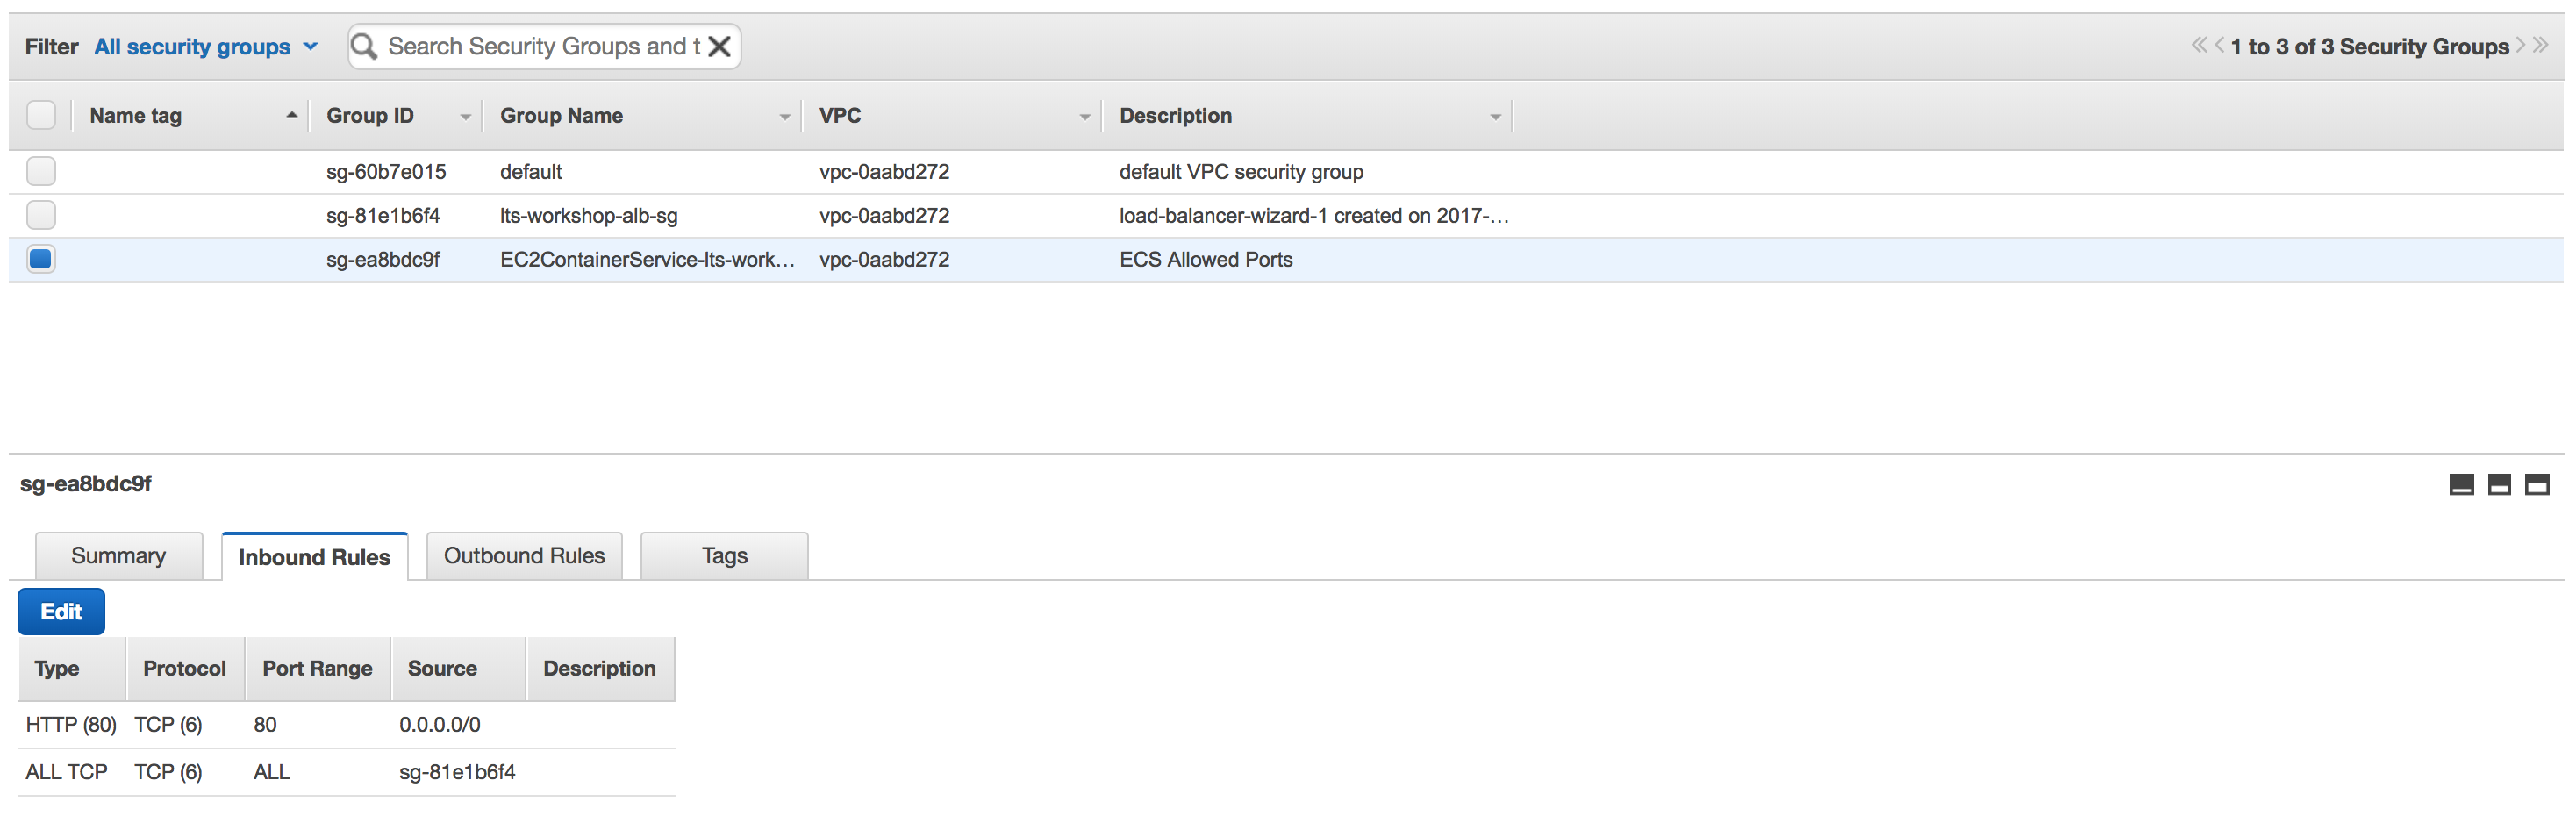 Filter All security groups Search Security Groups and t 1 to 3 of 3 Security Groups
Name tag Group ID Group Name VPC Description
sg-60b7e015 default vpc-0aabd272 default VPC security group
sg-81e1b6f4 lts-workshop-alb-sg vpc-0aabd272 load-balancer-wizard-1 created on 2017-...
sg-ea8bdc9f EC2ContainerService-lts-work... vpc-0aabd272 ECS Allowed Ports
sg-ea8bdc9f
Summary Inbound Rules Outbound Rules Tags
Edit
Type Protocol Port Range Source Description
HTTP (80) TCP (6) 80 0.0.0.0/0
ALL TCP TCP (6) ALL sg-81e1b6f4